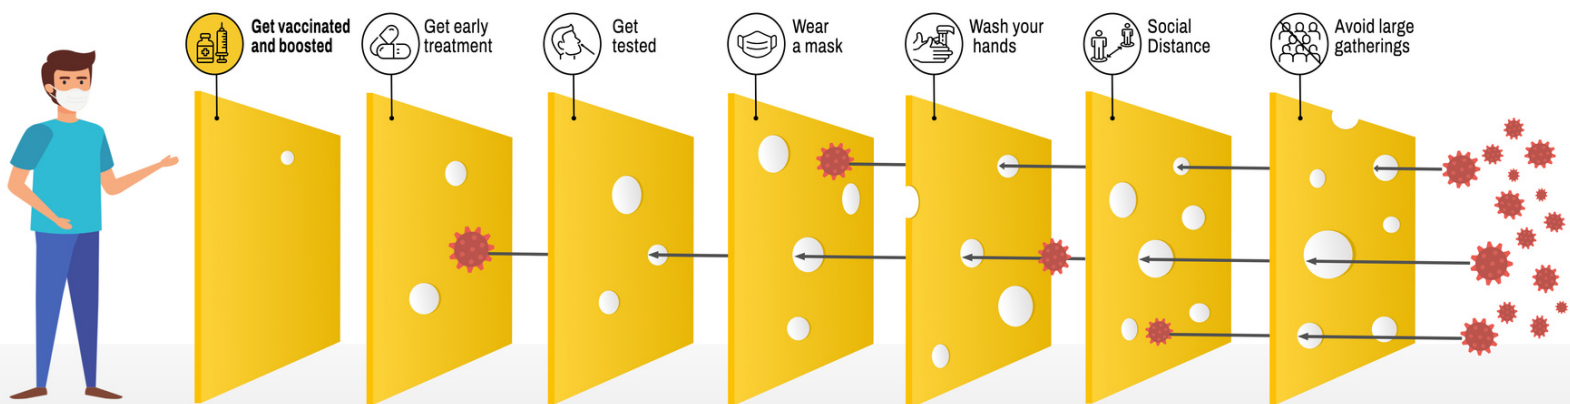 Get vaccinated
and boosted
Get early
treatment
Get
tested
Wear
a mask
Wash your
hands
Social
Distance
Avoid large
gatherings